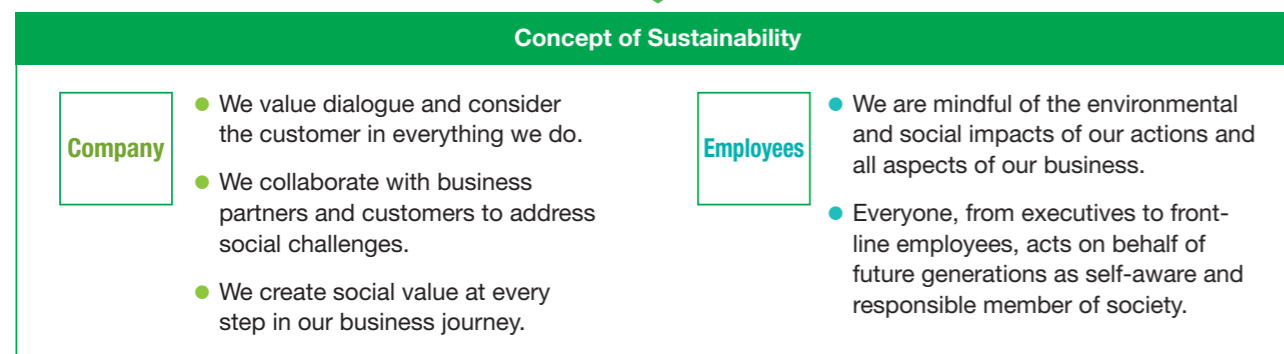 Concept of Sustainability
Company
We value dialogue and consider
the customer in everything we do.
We collaborate with business
partners and customers to address
social challenges.
We create social value at every
step in our business journey.
Employees
We are mindful of the environmental
and social impacts of our actions and
all aspects of our business.
Everyone, from executives to front-
line employees, acts on behalf of
future generations as self-aware and
responsible member of society.